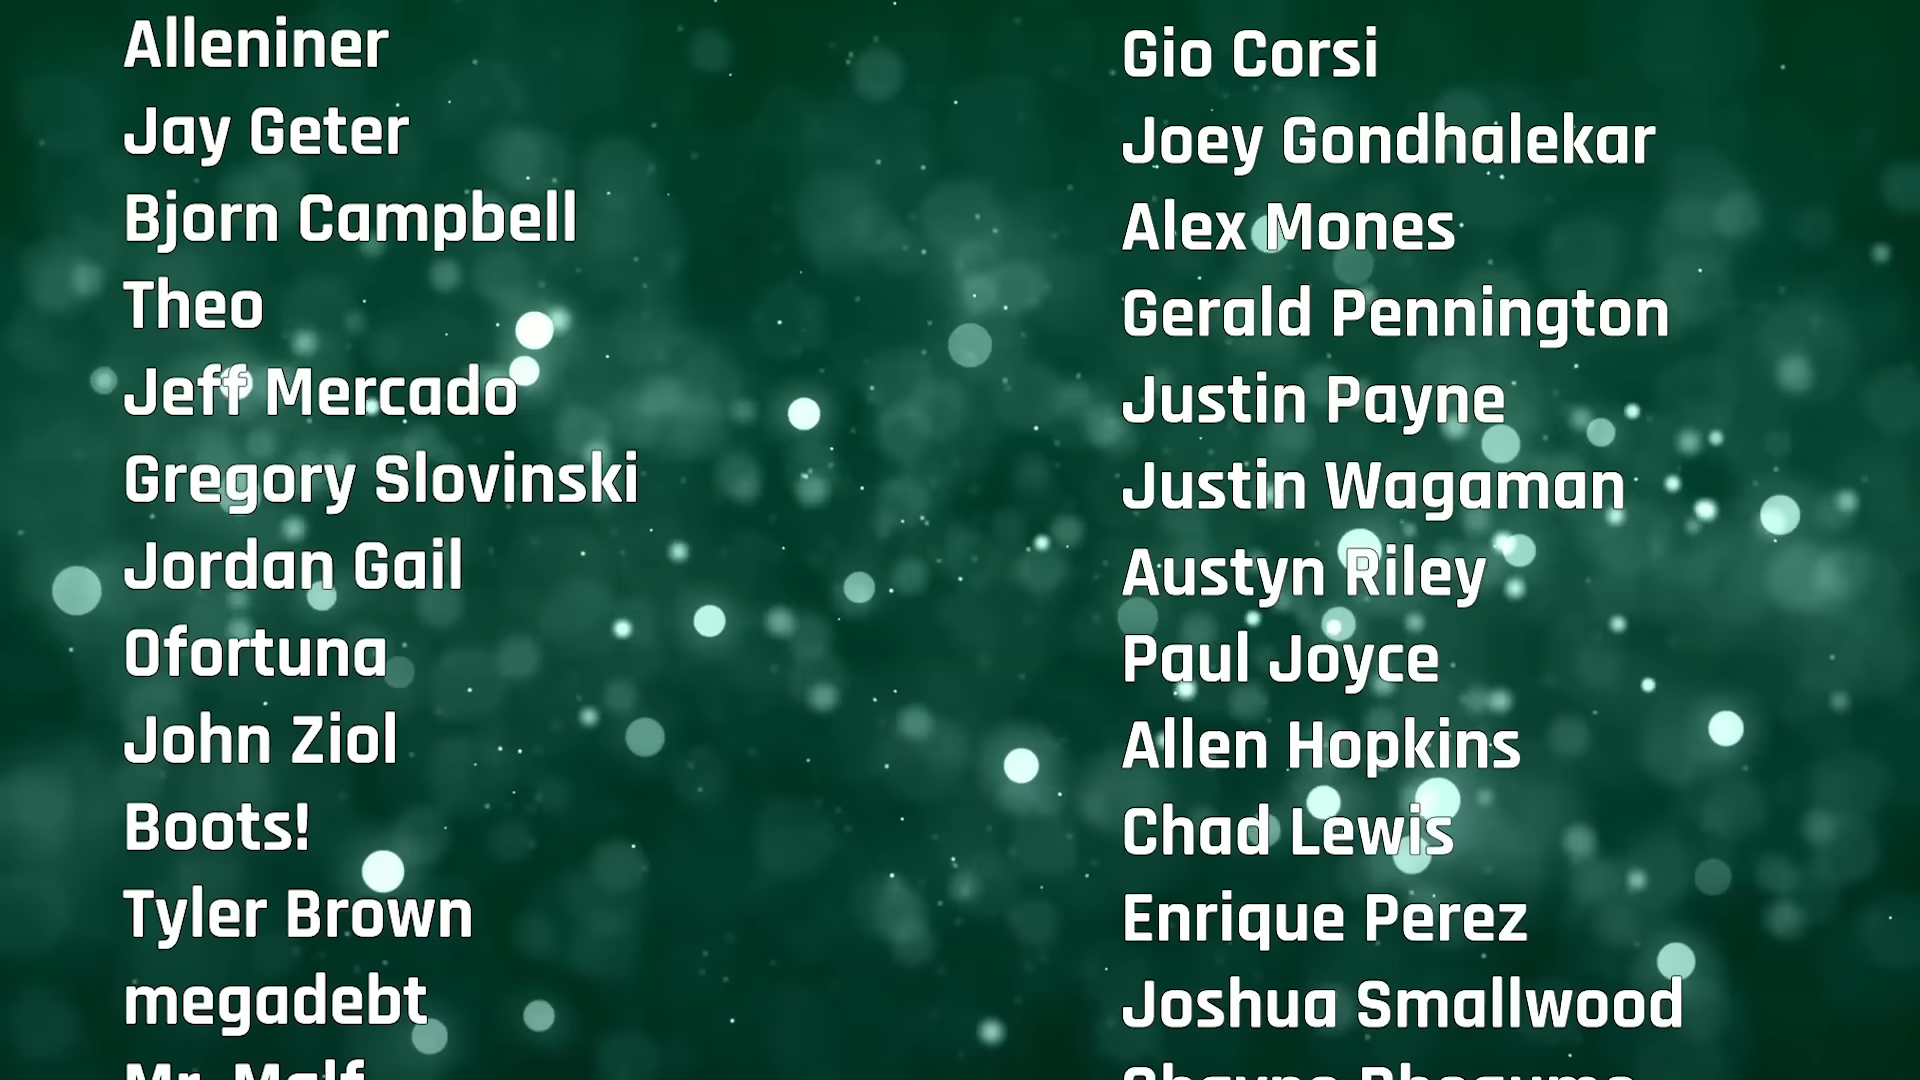 Alleniner
Jay Geter
Bjorn Campbell
Theo
Jeff Mercado
Gregory Slovinski
Jordan Gail
Ofortuna
John Ziol
Boots!
Tyler Brown
megadebt
Mr.
Gio Corsi
Joey Gondhalekar
Alex Mones
Gerald Pennington
Justin Payne
Justin Wagaman
Austyn Riley
Paul Joyce
Allen Hopkins
Chad Lewis
Enrique Perez
Joshua Smallwood